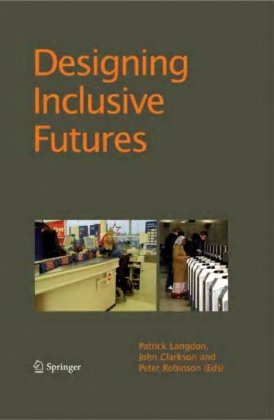 Designing
Inclusive
Futures
Patrick Langdon,
John Clarkson and
Peter Robinson (Eds)
Springer